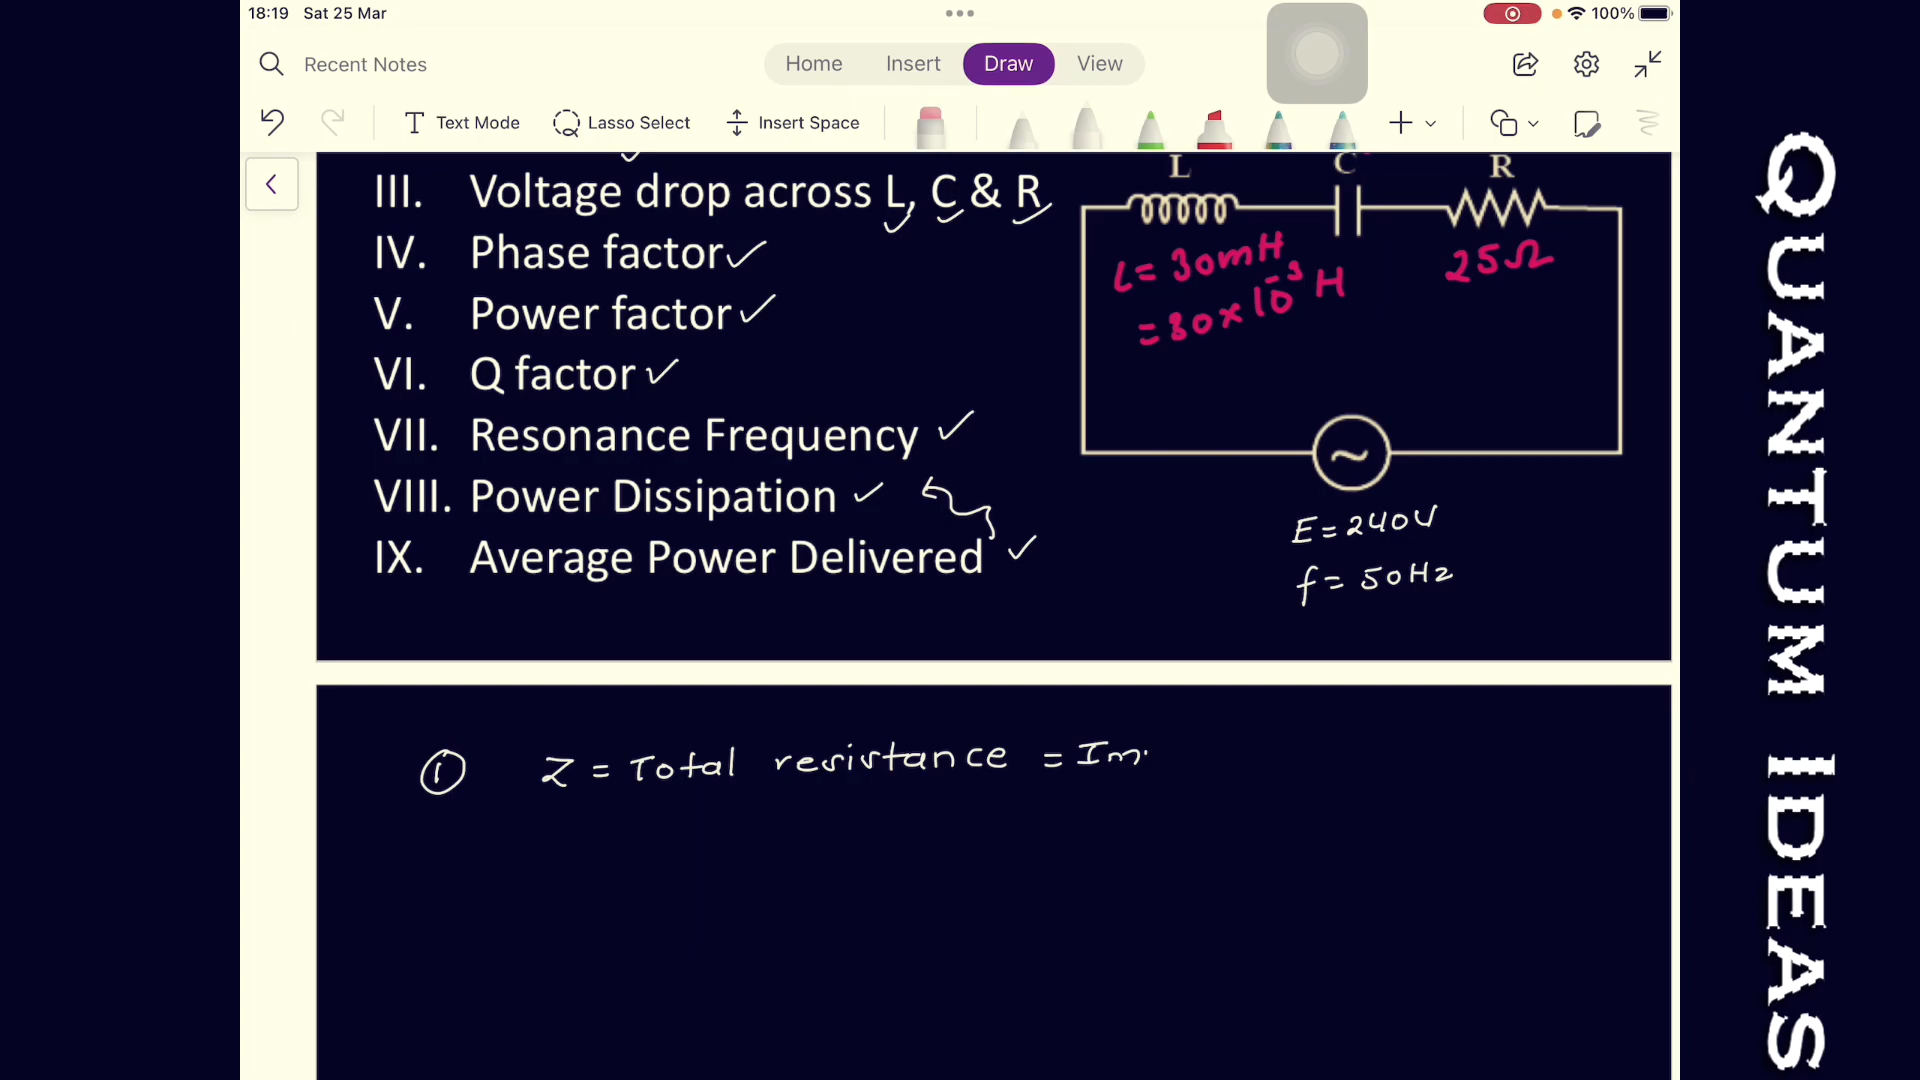 18:19 Sat 25 Mar
100%
Recent Notes
Home Insert Draw View
Text Mode Lasso Select Insert Space
III. Voltage drop across L, C & R
IV. Phase factor
V. Power factor
VI. Q factor
VII. Resonance Frequency
VIII. Power Dissipation
IX. Average Power Delivered
L C R
L = 30mH
= 30 × 10⁻³ H
25Ω
~
E = 240V
f = 50Hz
① Z = Total resistance = Im
QUANTUM IDEAS